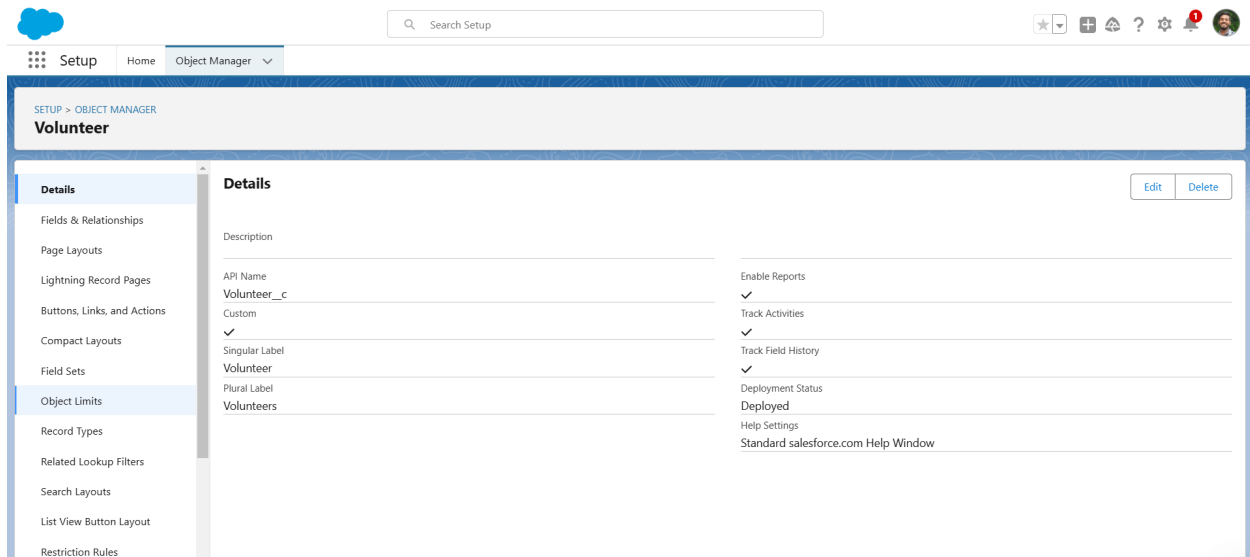 Search Setup
1
Setup
Home
Object Manager
SETUP > OBJECT MANAGER
Volunteer
Details
Fields & Relationships
Page Layouts
Lightning Record Pages
Buttons, Links, and Actions
Compact Layouts
Field Sets
Object Limits
Record Types
Related Lookup Filters
Search Layouts
List View Button Layout
Restriction Rules
Details
Edit
Delete
Description
API Name
Volunteer__c
Custom
Singular Label
Volunteer
Plural Label
Volunteers
Enable Reports
Track Activities
Track Field History
Deployment Status
Deployed
Help Settings
Standard salesforce.com Help Window